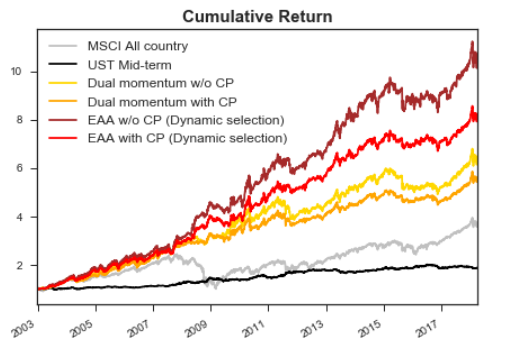 Cumulative Return
MSCI All country
UST Mid-term
Dual momentum w/o CP
Dual momentum with CP
EAA w/o CP (Dynamic selection)
EAA with CP (Dynamic selection)
10
8
6
4
2
2003
2005
2007
2009
2011
2013
2015
2017